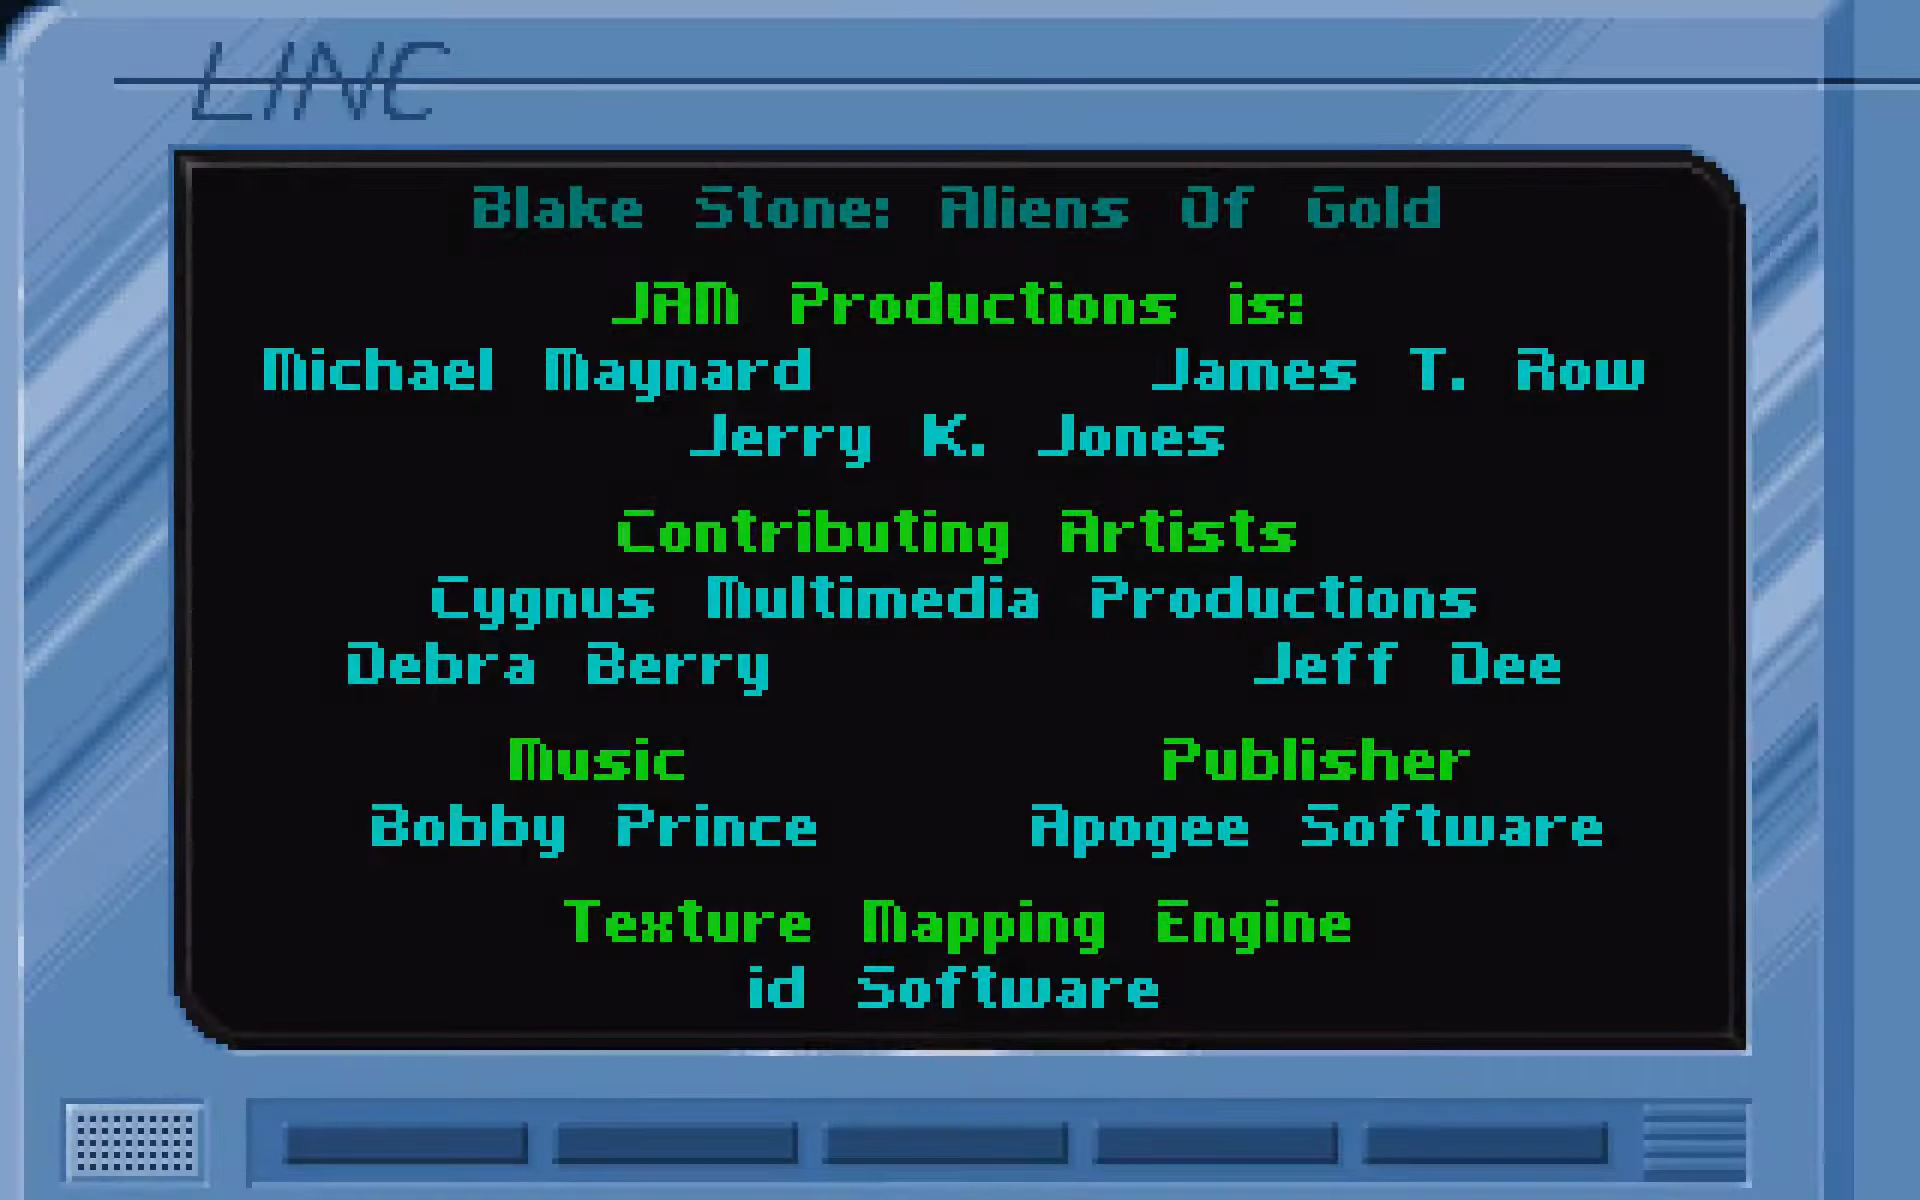 LINC
Blake Stone: Aliens Of Gold
JAM Productions is:
Michael Maynard James T. Row
Jerry K. Jones
Contributing Artists
Cygnus Multimedia Productions
Debra Berry Jeff Dee
Music Publisher
Bobby Prince Apogee Software
Texture Mapping Engine
id Software